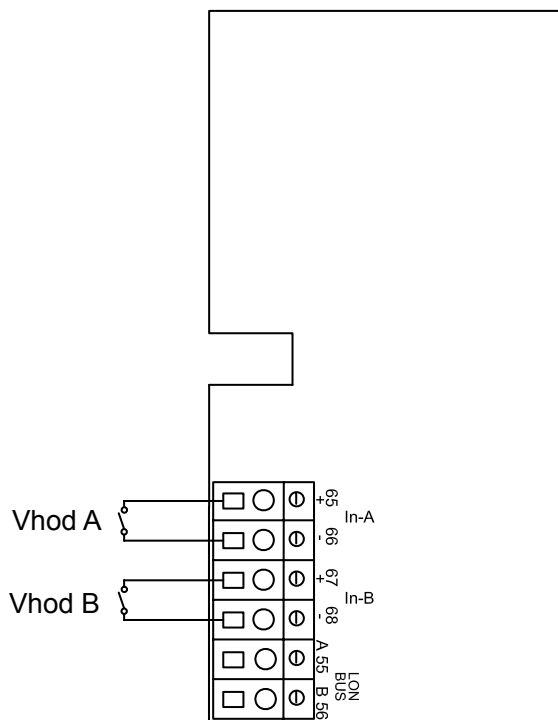 Vhod A
+ 65
In-A
- 66
Vhod B
+ 67
In-B
- 68
A 55
B 56
LON
BUS